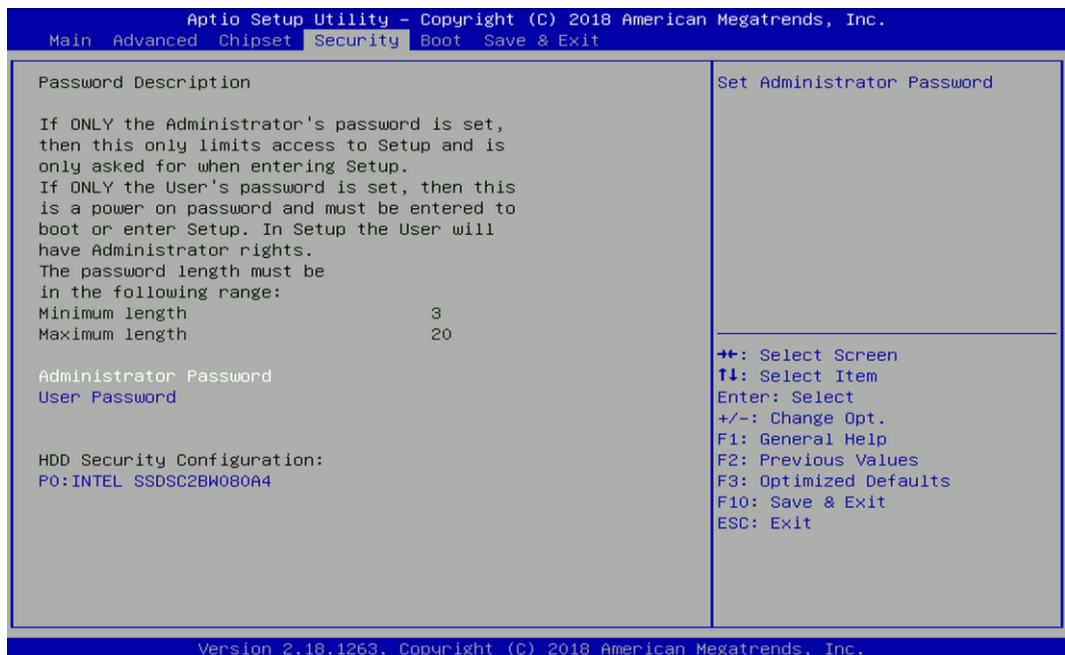 Aptio Setup Utility – Copyright (C) 2018 American Megatrends, Inc.
Main Advanced Chipset Security Boot Save & Exit
Password Description
If ONLY the Administrator's password is set,
then this only limits access to Setup and is
only asked for when entering Setup.
If ONLY the User's password is set, then this
is a power on password and must be entered to
boot or enter Setup. In Setup the User will
have Administrator rights.
The password length must be
in the following range:
Minimum length 3
Maximum length 20
Administrator Password
User Password
HDD Security Configuration:
P0:INTEL SSDSC2BW080A4
Set Administrator Password
→←: Select Screen
↑↓: Select Item
Enter: Select
+/-: Change Opt.
F1: General Help
F2: Previous Values
F3: Optimized Defaults
F10: Save & Exit
ESC: Exit
Version 2.18.1263. Copyright (C) 2018 American Megatrends, Inc.